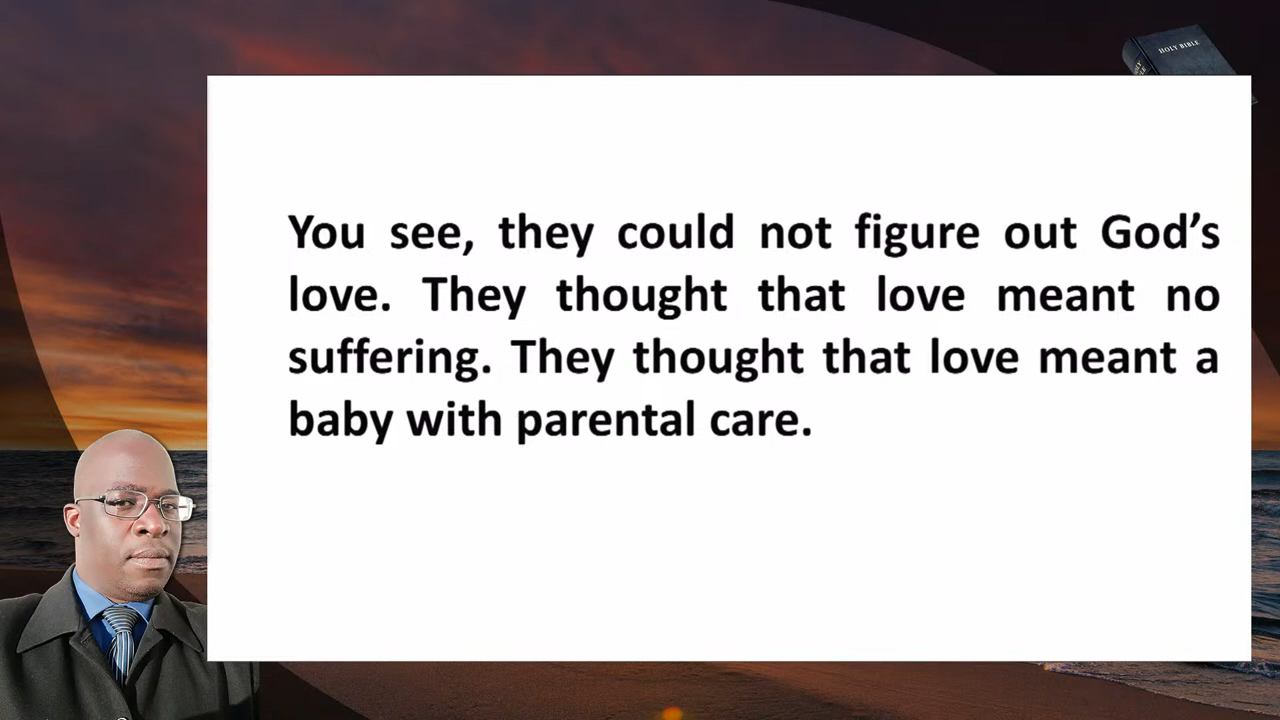 HOLY BIBLE
You see, they could not figure out God’s
love. They thought that love meant no
suffering. They thought that love meant a
baby with parental care.